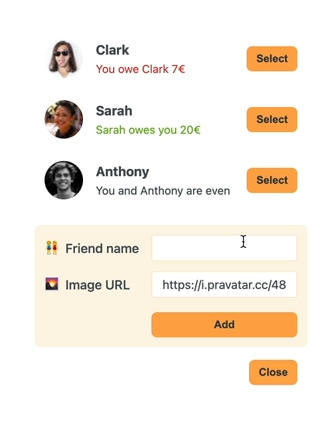 Clark
You owe Clark 7€
Select
Sarah
Sarah owes you 20€
Select
Anthony
You and Anthony are even
Select
Friend name
Image URL
https://i.pravatar.cc/48
Add
Close